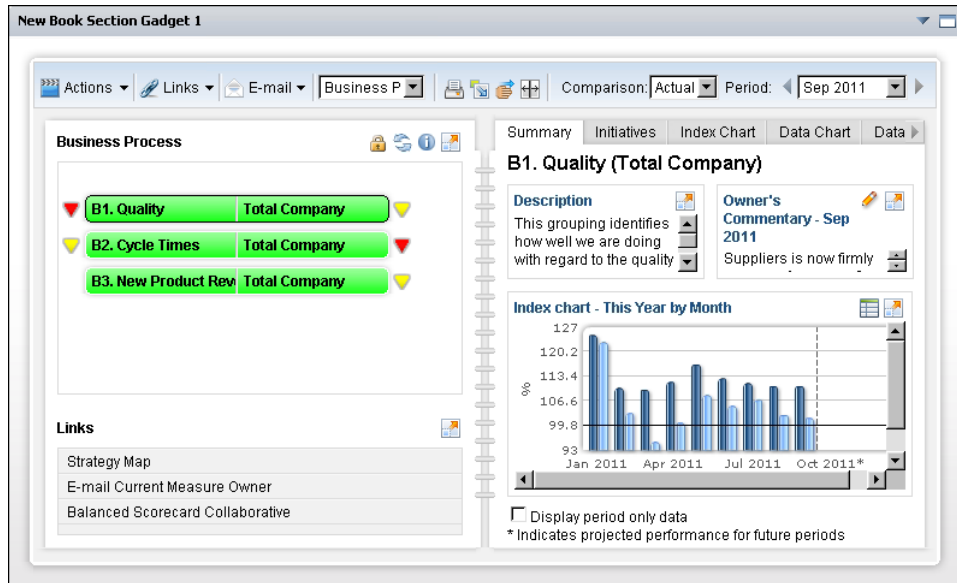 New Book Section Gadget 1
Actions Links E-mail Business P Comparison: Actual Period: Sep 2011
Business Process
B1. Quality Total Company
B2. Cycle Times Total Company
B3. New Product Rev Total Company
Links
Strategy Map
E-mail Current Measure Owner
Balanced Scorecard Collaborative
Summary Initiatives Index Chart Data Chart Data
B1. Quality (Total Company)
Description
This grouping identifies
how well we are doing
with regard to the quality
Owner's
Commentary - Sep
2011
Suppliers is now firmly
Index chart - This Year by Month
127
120.2
113.4
106.6
99.8
93
%
Jan 2011 Apr 2011 Jul 2011 Oct 2011*
Display period only data
* Indicates projected performance for future periods